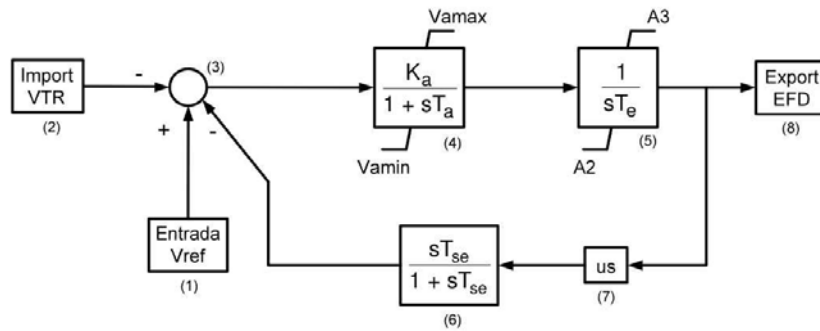 Vamax
A3
Import
VTR
(2)
-
(3)
+
-
K_a
1 + sT_a
(4)
Vamin
1
sT_e
(5)
A2
Export
EFD
(8)
Entrada
Vref
(1)
sT_se
1 + sT_se
(6)
us
(7)